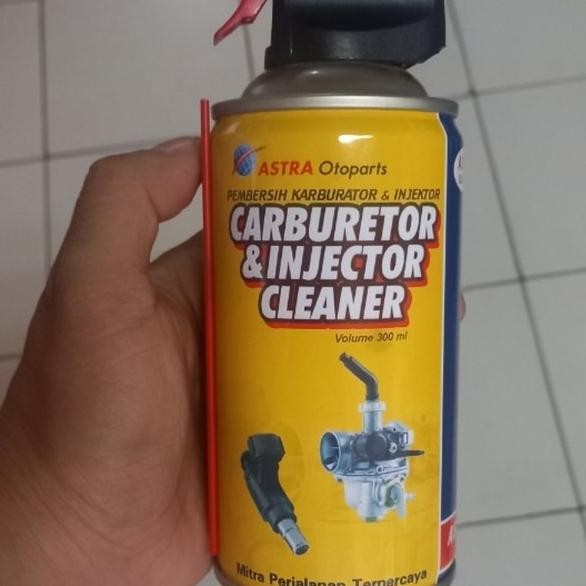 ASTRA Otoparts
PEMBERSIH KARBURATOR & INJEKTOR
CARBURETOR
& INJECTOR
CLEANER
Volume 300 ml
Mitra Perjalanan Terpercaya